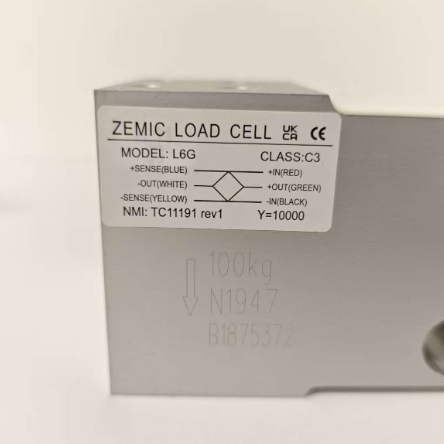 ZEMIC LOAD CELL UK CA CE
MODEL: L6G CLASS:C3
+SENSE(BLUE) +IN(RED)
-OUT(WHITE) +OUT(GREEN)
-SENSE(YELLOW) -IN(BLACK)
NMI: TC11191 rev1 Y=10000
100kg
N1947
B1875372